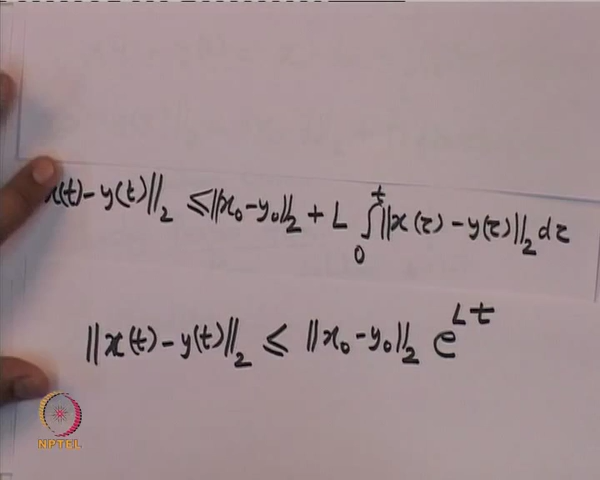 x(t) - y(t)‖₂ ≤ ‖x₀ - y₀‖₂ + L ∫₀ᵗ ‖x(τ) - y(τ)‖₂ dτ
‖x(t) - y(t)‖₂ ≤ ‖x₀ - y₀‖₂ e^{Lt}
NPTEL